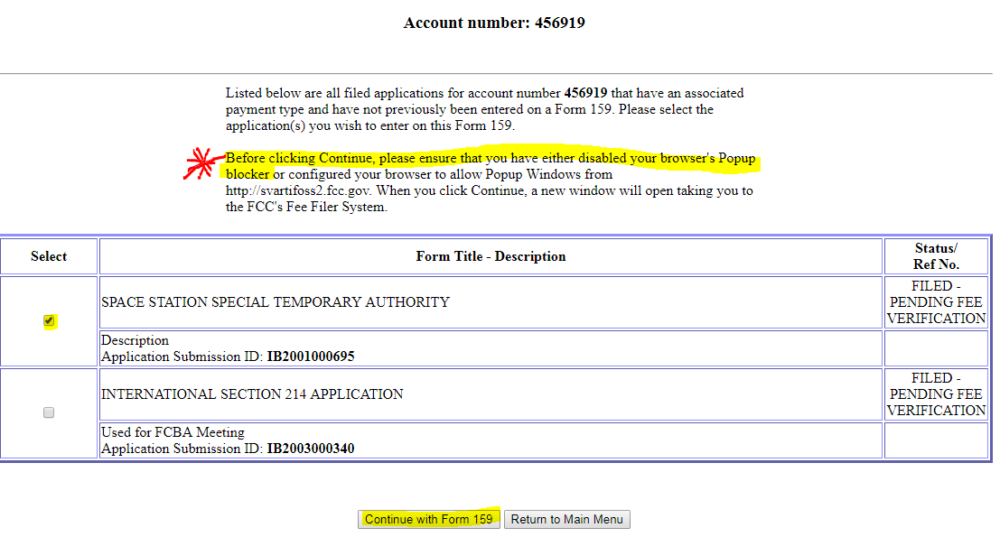 Account number: 456919
Listed below are all filed applications for account number 456919 that have an associated
payment type and have not previously been entered on a Form 159. Please select the
application(s) you wish to enter on this Form 159.
Before clicking Continue, please ensure that you have either disabled your browser's Popup
blocker or configured your browser to allow Popup Windows from
http://svartifoss2.fcc.gov. When you click Continue, a new window will open taking you to
the FCC's Fee Filer System.
Select
Form Title - Description
Status/
Ref No.
SPACE STATION SPECIAL TEMPORARY AUTHORITY
FILED -
PENDING FEE
VERIFICATION
Description
Application Submission ID: IB2001000695
INTERNATIONAL SECTION 214 APPLICATION
FILED -
PENDING FEE
VERIFICATION
Used for FCBA Meeting
Application Submission ID: IB2003000340
Continue with Form 159
Return to Main Menu